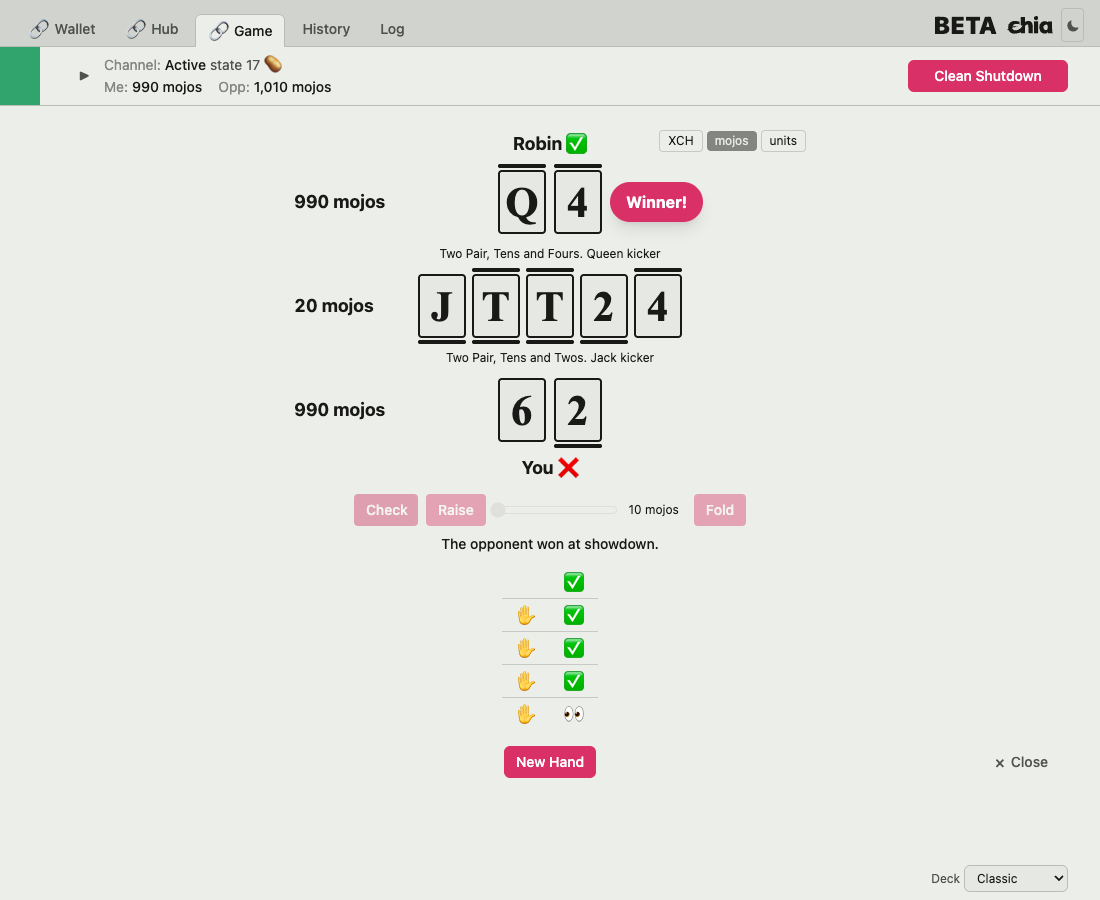 Wallet
Hub
Game
History
Log
BETA chia
Channel: Active state 17
Me: 990 mojos Opp: 1,010 mojos
Clean Shutdown
Robin
XCH mojos units
990 mojos
Q 4
Winner!
Two Pair, Tens and Fours. Queen kicker
20 mojos
J T T 2 4
Two Pair, Tens and Twos. Jack kicker
990 mojos
6 2
You
Check Raise 10 mojos Fold
The opponent won at showdown.
New Hand
× Close
Deck Classic